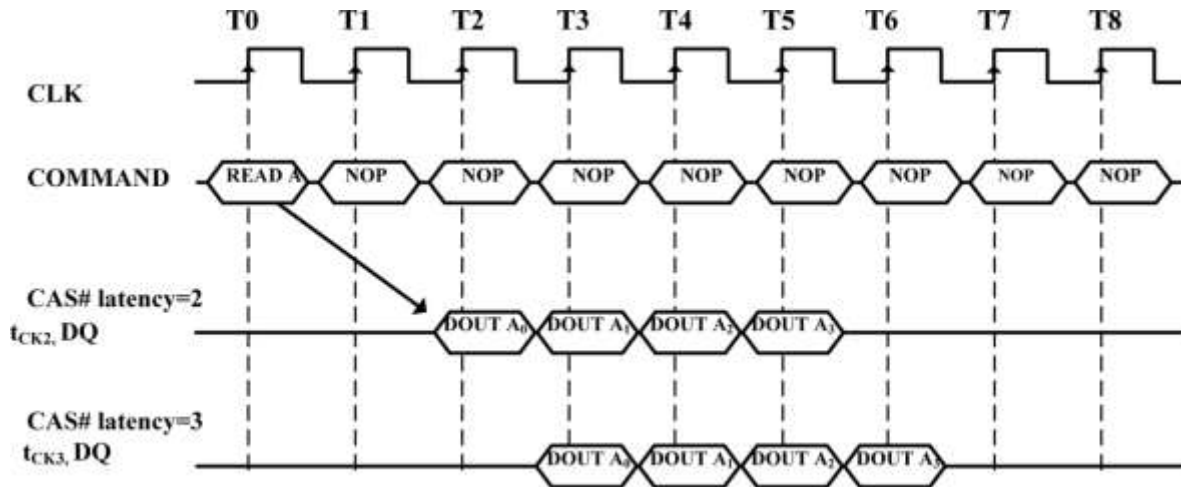 T0 T1 T2 T3 T4 T5 T6 T7 T8
CLK
COMMAND READ A NOP NOP NOP NOP NOP NOP NOP NOP
CAS# latency=2
tCK2, DQ DOUT A0 DOUT A1 DOUT A2 DOUT A3
CAS# latency=3
tCK3, DQ DOUT A0 DOUT A1 DOUT A2 DOUT A3